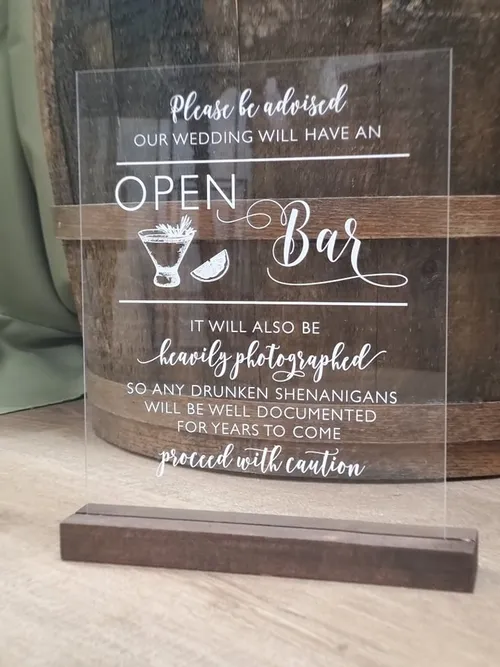 Please be advised
OUR WEDDING WILL HAVE AN
OPEN
Bar
IT WILL ALSO BE
heavily photographed
SO ANY DRUNKEN SHENANIGANS
WILL BE WELL DOCUMENTED
FOR YEARS TO COME
proceed with caution